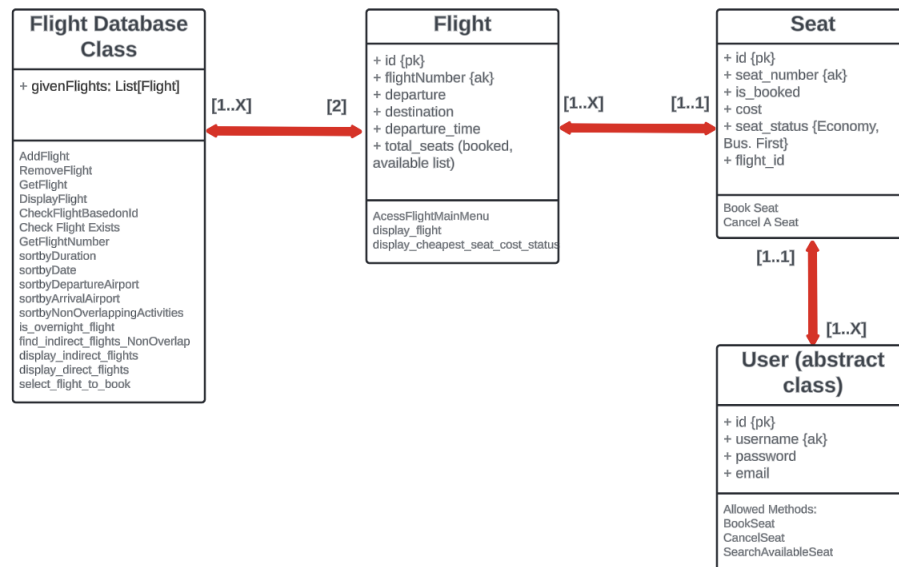 Flight Database
Class
+ givenFlights: List[Flight]
AddFlight
RemoveFlight
GetFlight
DisplayFlight
CheckFlightBasedonId
Check Flight Exists
GetFlightNumber
sortbyDuration
sortbyDate
sortbyDepartureAirport
sortbyArrivalAirport
sortbyNonOverlappingActivities
is_overnight_flight
find_indirect_flights_NonOverlap
display_indirect_flights
display_direct_flights
select_flight_to_book
[1..X]
[2]
Flight
+ id {pk}
+ flightNumber {ak}
+ departure
+ destination
+ departure_time
+ total_seats (booked,
available list)
AcessFlightMainMenu
display_flight
display_cheapest_seat_cost_status
[1..X]
[1..1]
Seat
+ id {pk}
+ seat_number {ak}
+ is_booked
+ cost
+ seat_status {Economy,
Bus. First}
+ flight_id
Book Seat
Cancel A Seat
[1..1]
[1..X]
User (abstract
class)
+ id {pk}
+ username {ak}
+ password
+ email
Allowed Methods:
BookSeat
CancelSeat
SearchAvailableSeat